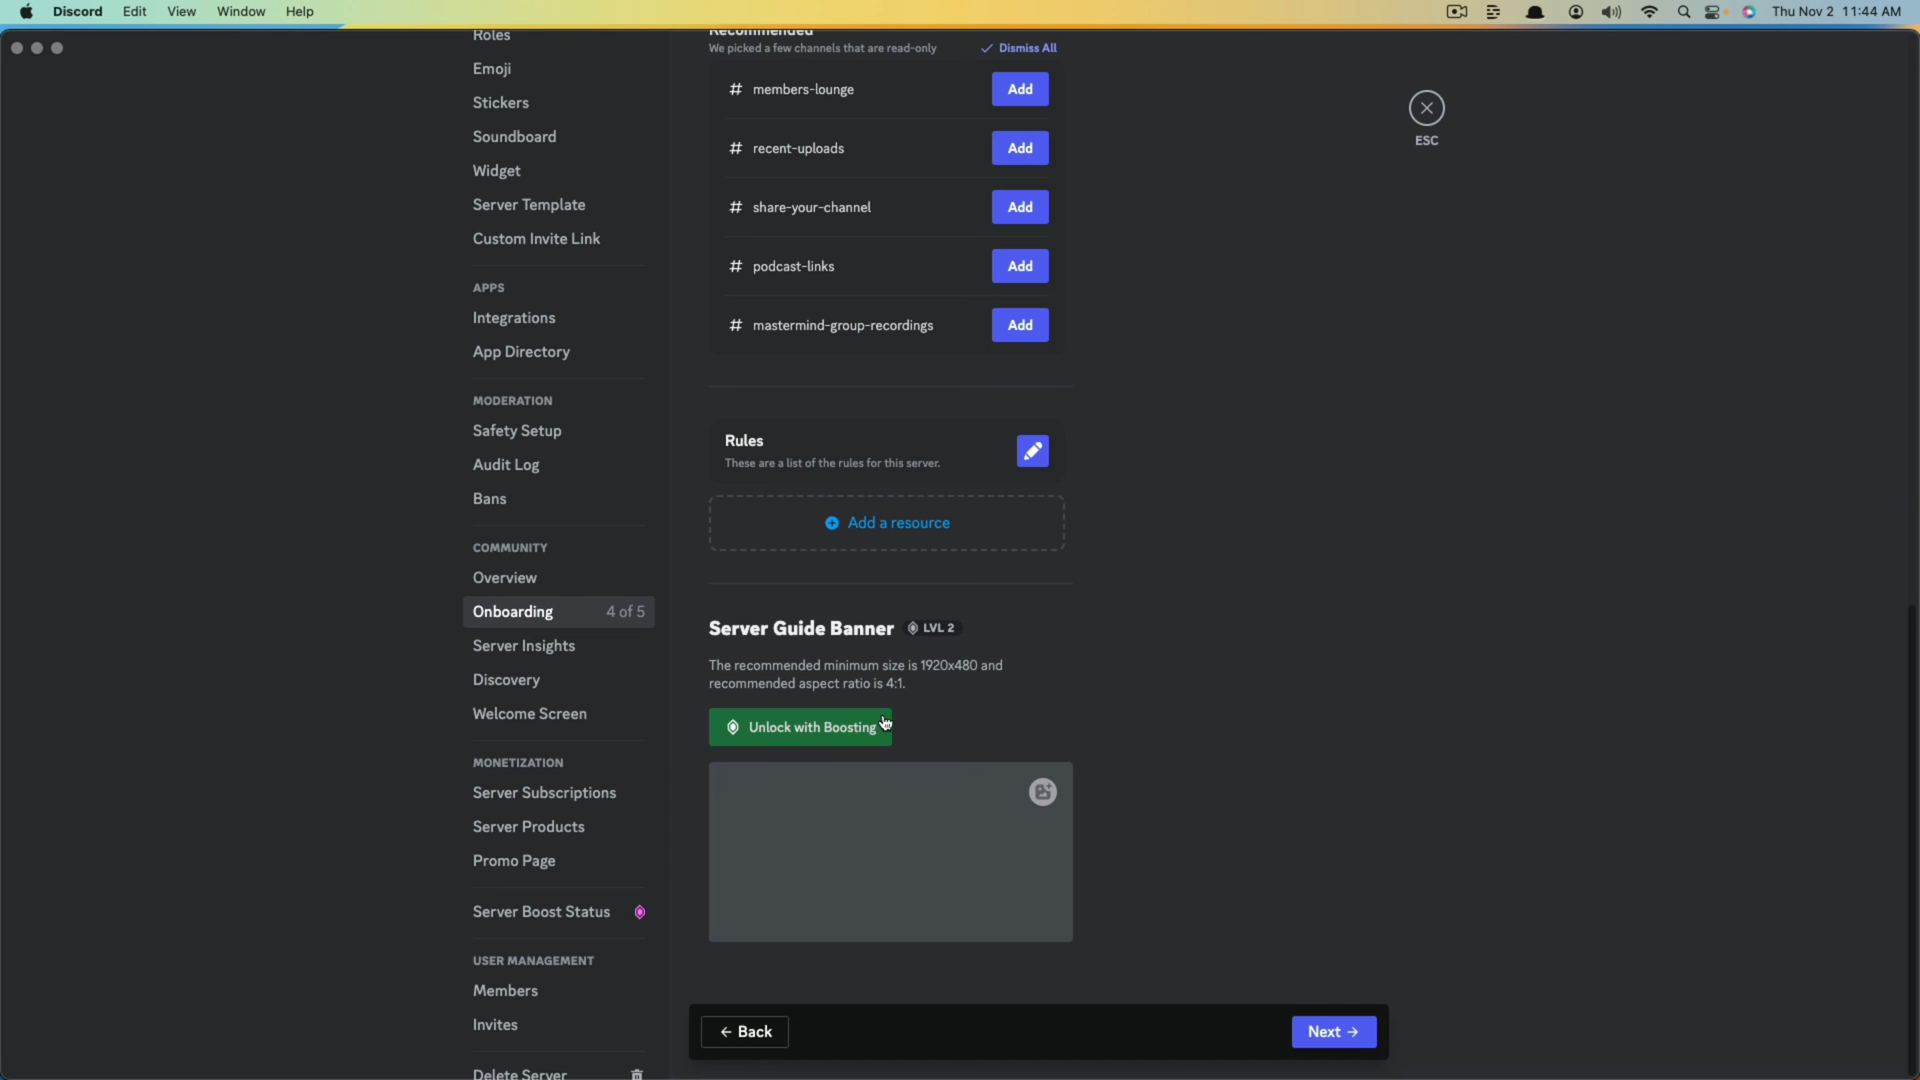 Discord Edit View Window Help Thu Nov 2 11:44 AM
Roles
Emoji
Stickers
Soundboard
Widget
Server Template
Custom Invite Link
APPS
Integrations
App Directory
MODERATION
Safety Setup
Audit Log
Bans
COMMUNITY
Overview
Onboarding 4 of 5
Server Insights
Discovery
Welcome Screen
MONETIZATION
Server Subscriptions
Server Products
Promo Page
Server Boost Status
USER MANAGEMENT
Members
Invites
Delete Server
Recommended
We picked a few channels that are read-only Dismiss All
# members-lounge Add
# recent-uploads Add
# share-your-channel Add
# podcast-links Add
# mastermind-group-recordings Add
Rules
These are a list of the rules for this server.
Add a resource
Server Guide Banner LVL 2
The recommended minimum size is 1920x480 and
recommended aspect ratio is 4:1.
Unlock with Boosting
← Back Next →
ESC